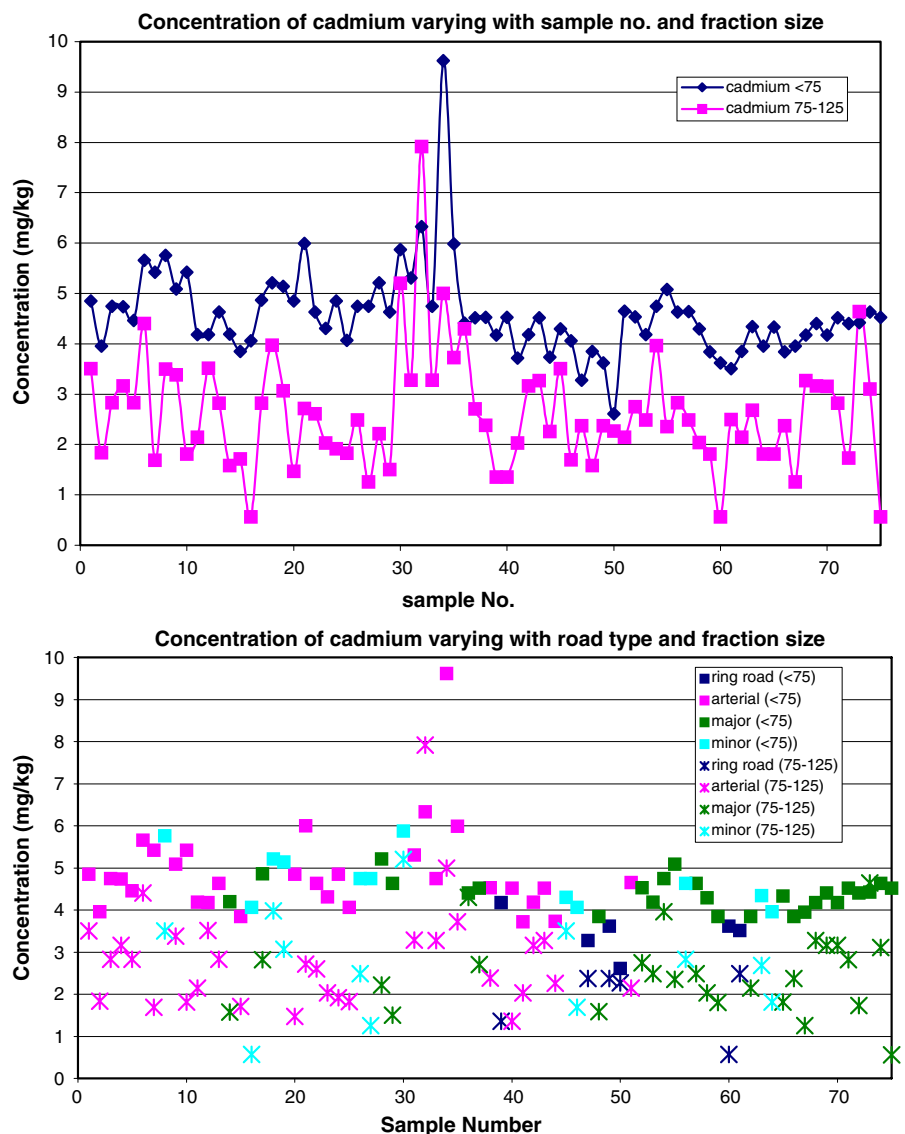 Concentration of cadmium varying with sample no. and fraction size
10
9
8
7
6
5
4
3
2
1
0
Concentration (mg/kg)
cadmium <75
cadmium 75-125
0 10 20 30 40 50 60 70
sample No.
Concentration of cadmium varying with road type and fraction size
10
9
8
7
6
5
4
3
2
1
0
Concentration (mg/kg)
ring road (<75)
arterial (<75)
major (<75)
minor (<75))
ring road (75-125)
arterial (75-125)
major (75-125)
minor (75-125)
0 10 20 30 40 50 60 70
Sample Number